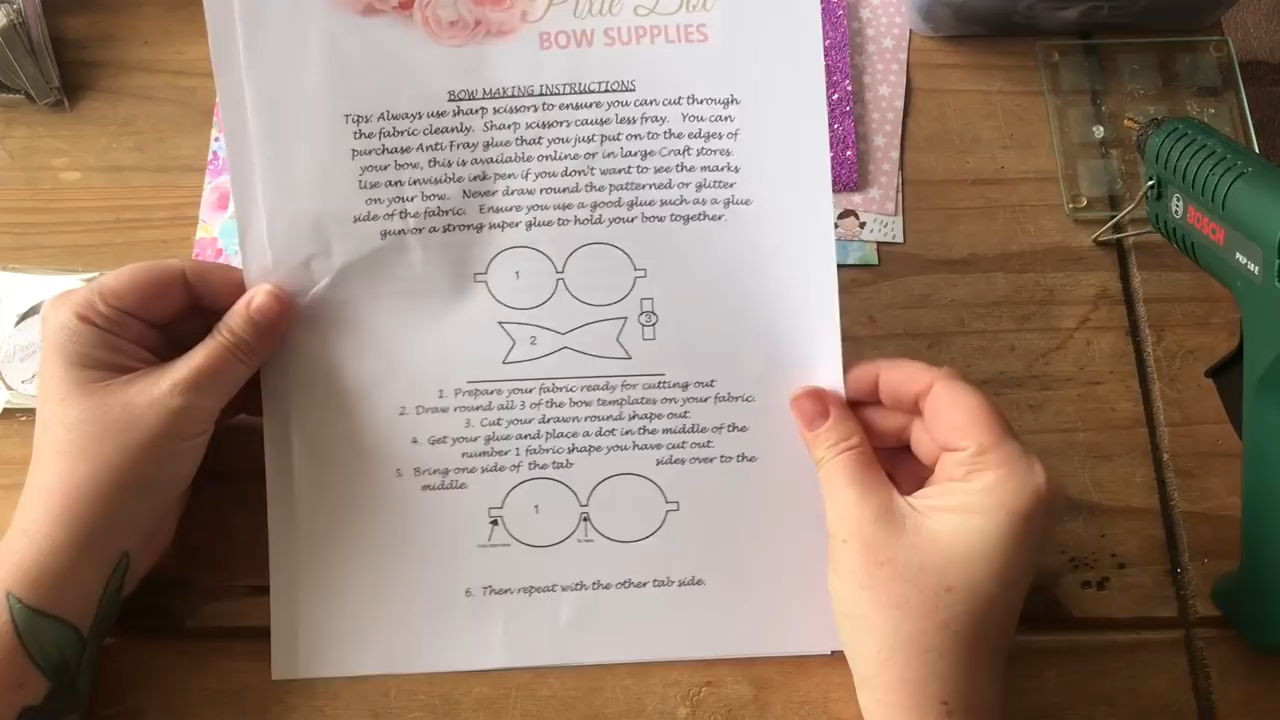 Pixie Box
BOW SUPPLIES
BOW MAKING INSTRUCTIONS
Tips: Always use sharp scissors to ensure you can cut through
the fabric cleanly. Sharp scissors cause less fray. You can
purchase Anti Fray glue that you just put on to the edges of
your bow, this is available online or in large Craft stores.
Use an invisible ink pen if you don't want to see the marks
on your bow. Never draw round the patterned or glitter
side of the fabric. Ensure you use a good glue such as a glue
gun or a strong super glue to hold your bow together.
1
2
3
1. Prepare your fabric ready for cutting out
2. Draw round all 3 of the bow templates on your fabric.
3. Cut your drawn round shape out.
4. Get your glue and place a dot in the middle of the
number 1 fabric shape you have cut out.
5. Bring one side of the tab sides over to the
middle.
1
6. Then repeat with the other tab side.
BOSCH
PKP 18 E